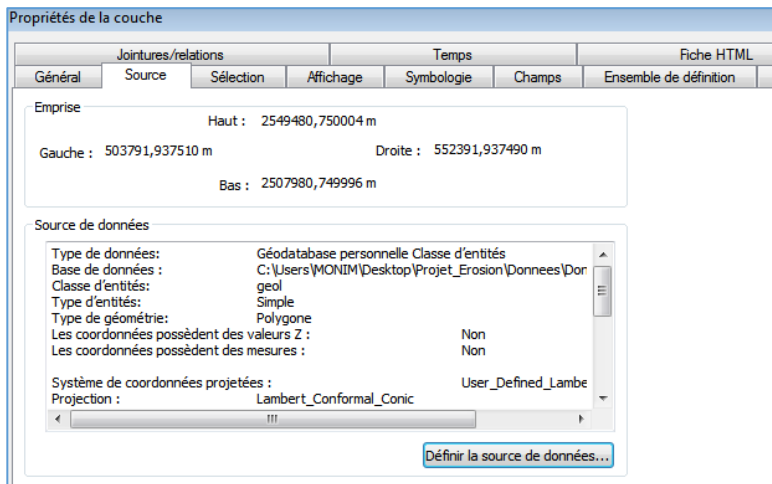 Propriétés de la couche
Jointures/relations Temps Fiche HTML
Général Source Sélection Affichage Symbologie Champs Ensemble de définition
Emprise
Haut : 2549480,750004 m
Gauche : 503791,937510 m Droite : 552391,937490 m
Bas : 2507980,749996 m
Source de données
Type de données: Géodatabase personnelle Classe d'entités
Base de données : C:\Users\MONIM\Desktop\Projet_Erosion\Donnees\Don
Classe d'entités: geol
Type d'entités: Simple
Type de géométrie: Polygone
Les coordonnées possèdent des valeurs Z : Non
Les coordonnées possèdent des mesures : Non
Système de coordonnées projetées : User_Defined_Lambe
Projection : Lambert_Conformal_Conic
Définir la source de données...